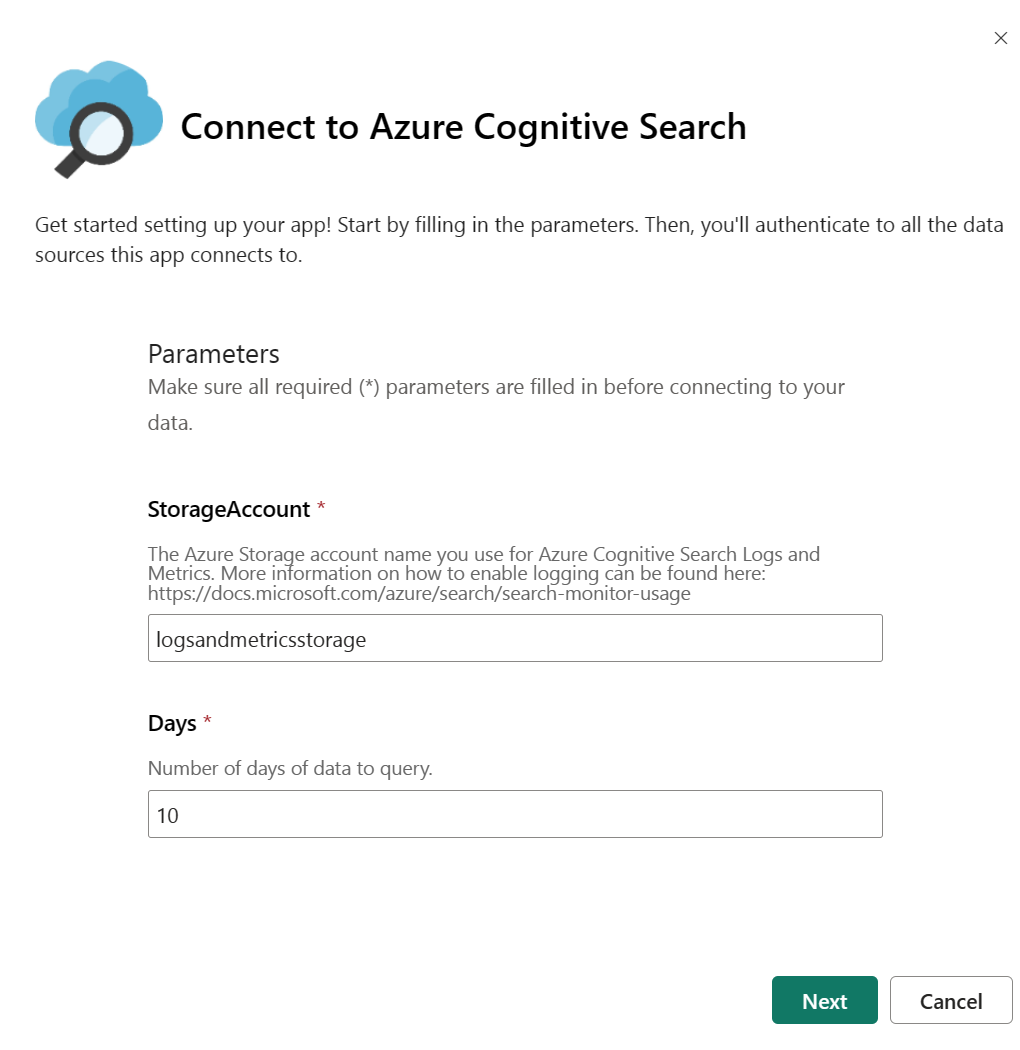 Connect to Azure Cognitive Search
Get started setting up your app! Start by filling in the parameters. Then, you'll authenticate to all the data
sources this app connects to.
Parameters
Make sure all required (*) parameters are filled in before connecting to your
data.
StorageAccount *
The Azure Storage account name you use for Azure Cognitive Search Logs and
Metrics. More information on how to enable logging can be found here:
https://docs.microsoft.com/azure/search/search-monitor-usage
logsandmetricsstorage
Days *
Number of days of data to query.
10
Next
Cancel